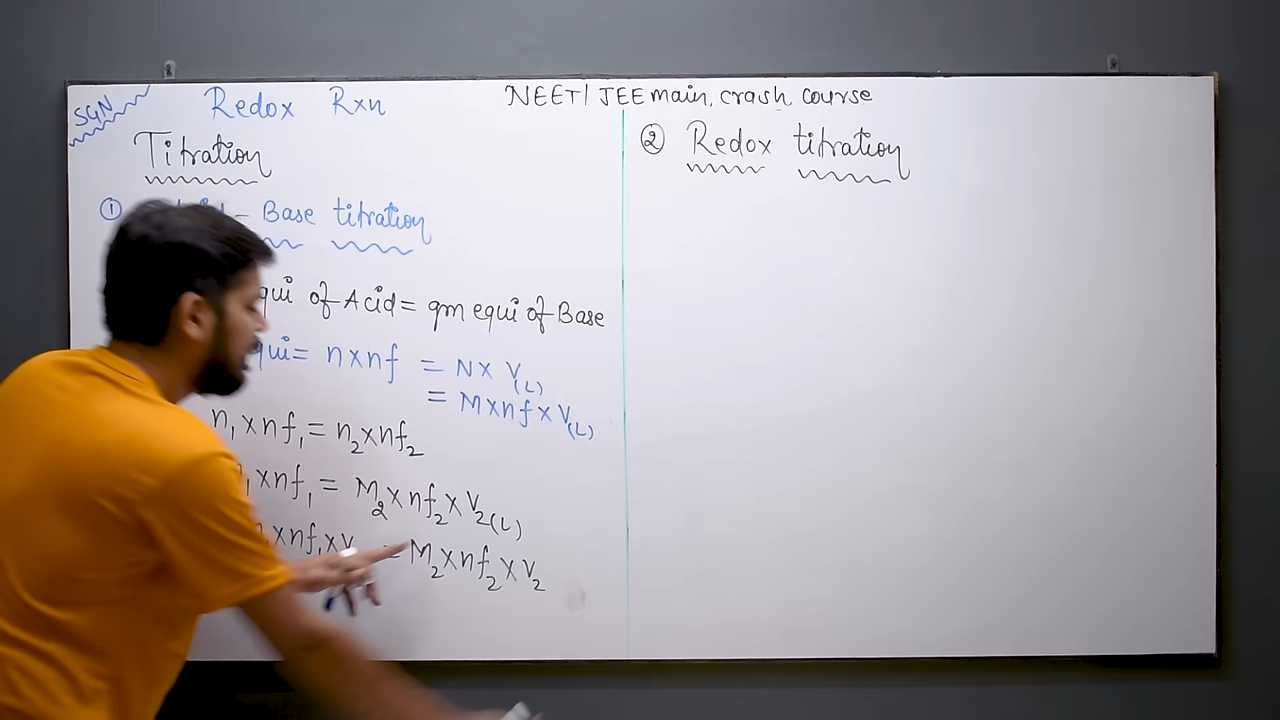 SGN
Redox Rxn
NEET/ JEE main, crash course
Titration
① - Base titration
qui of Acid = gm equi of Base
qui = n×nf = N× V(L)
= M×nf×V(L)
n₁×nf₁ = n₂×nf₂
×nf₁ = M₂×nf₂×V₂(L)
×nf₁×V = M₂×nf₂×V₂
② Redox titration